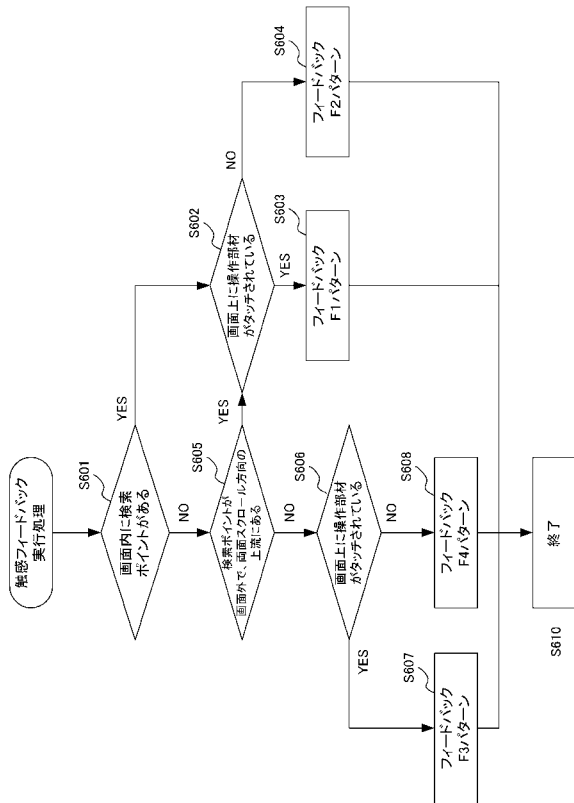 触感フィードバック
実行処理
S601
画面内に検索
ポイントがある
YES
NO
S602
画面上に操作部材
がタッチされている
NO
YES
S603
フィードバック
F1パターン
S604
フィードバック
F2パターン
S605
検索ポイントが
画面外で、両面スクロール方向の
上流にある
YES
NO
S606
画面上に操作部材
がタッチされている
YES
NO
S607
フィードバック
F3パターン
S608
フィードバック
F4パターン
終了
S610